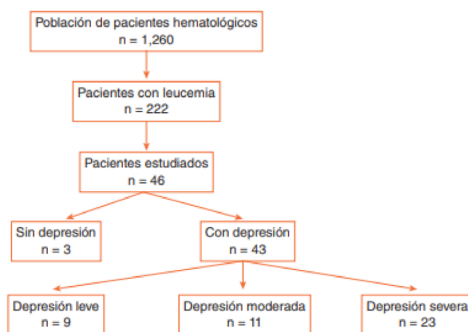 Población de pacientes hematológicos
n = 1,260
Pacientes con leucemia
n = 222
Pacientes estudiados
n = 46
Sin depresión
n = 3
Con depresión
n = 43
Depresión leve
n = 9
Depresión moderada
n = 11
Depresión severa
n = 23